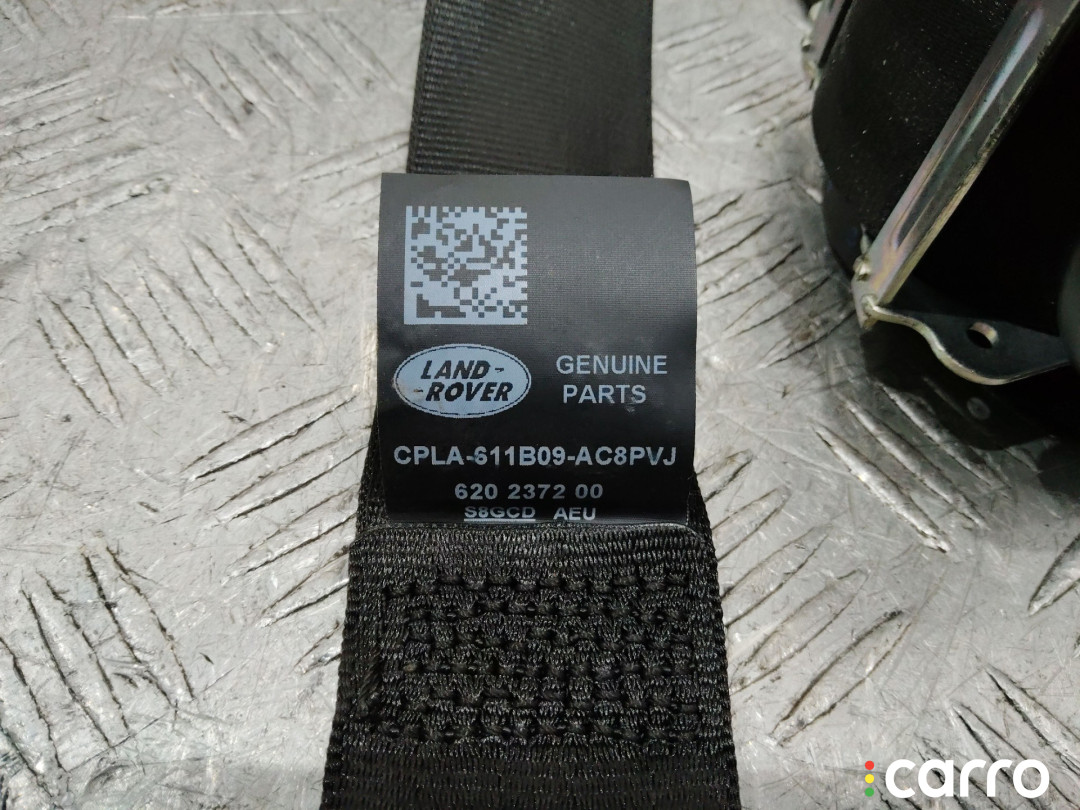 LAND-
-ROVER
GENUINE
PARTS
CPLA-611B09-AC8PVJ
620 2372 00
S8GCD AEU
carro